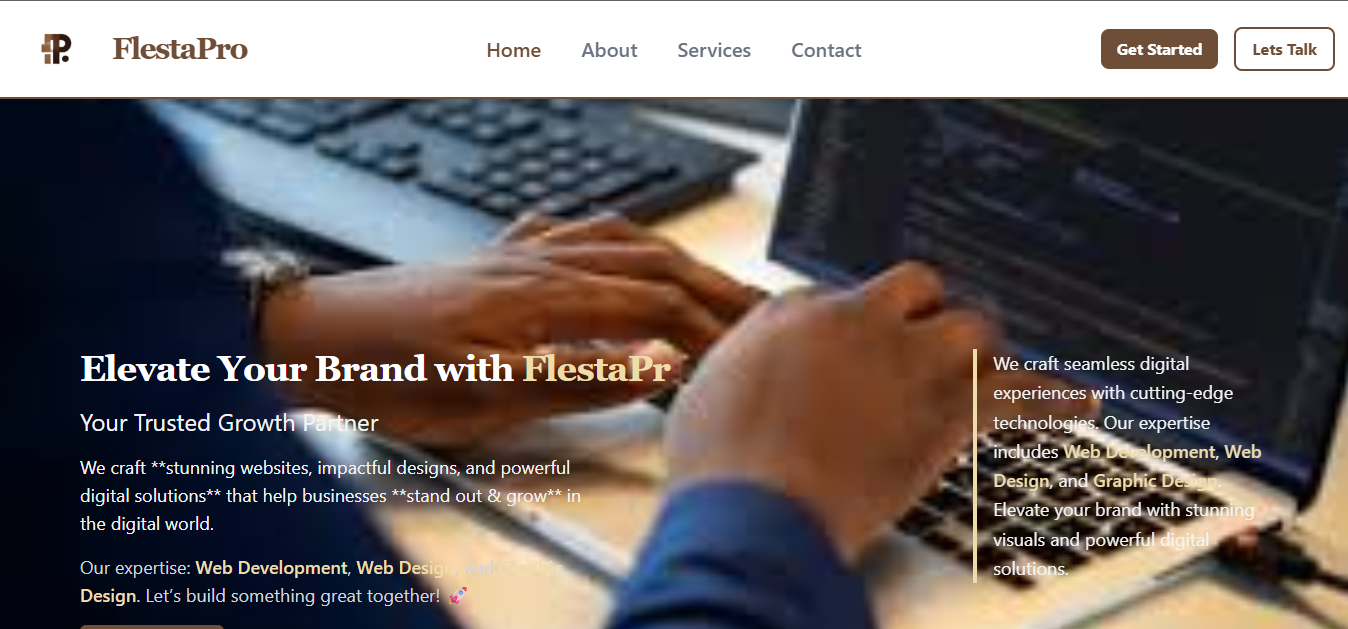 FlestaPro
Home
About
Services
Contact
Get Started
Lets Talk
Elevate Your Brand with FlestaPr
Your Trusted Growth Partner
We craft **stunning websites, impactful designs, and powerful
digital solutions** that help businesses **stand out & grow** in
the digital world.
Our expertise: Web Development, Web Design, and Graphic
Design. Let’s build something great together! 🚀
We craft seamless digital
experiences with cutting-edge
technologies. Our expertise
includes Web Development, Web
Design, and Graphic Design.
Elevate your brand with stunning
visuals and powerful digital
solutions.